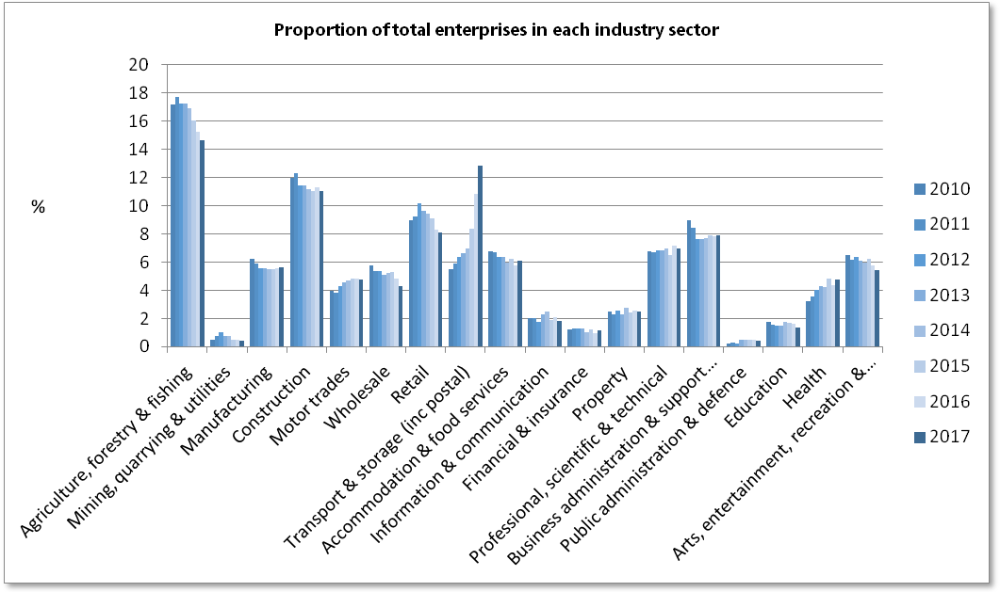 Proportion of total enterprises in each industry sector
20
18
16
14
12
10
8
6
4
2
0
%
Agriculture, forestry & fishing
Mining, quarrying & utilities
Manufacturing
Construction
Motor trades
Wholesale
Retail
Transport & storage (inc postal)
Accommodation & food services
Information & communication
Financial & insurance
Property
Professional, scientific & technical
Business administration & support...
Public administration & defence
Education
Health
Arts, entertainment, recreation &...
2010
2011
2012
2013
2014
2015
2016
2017